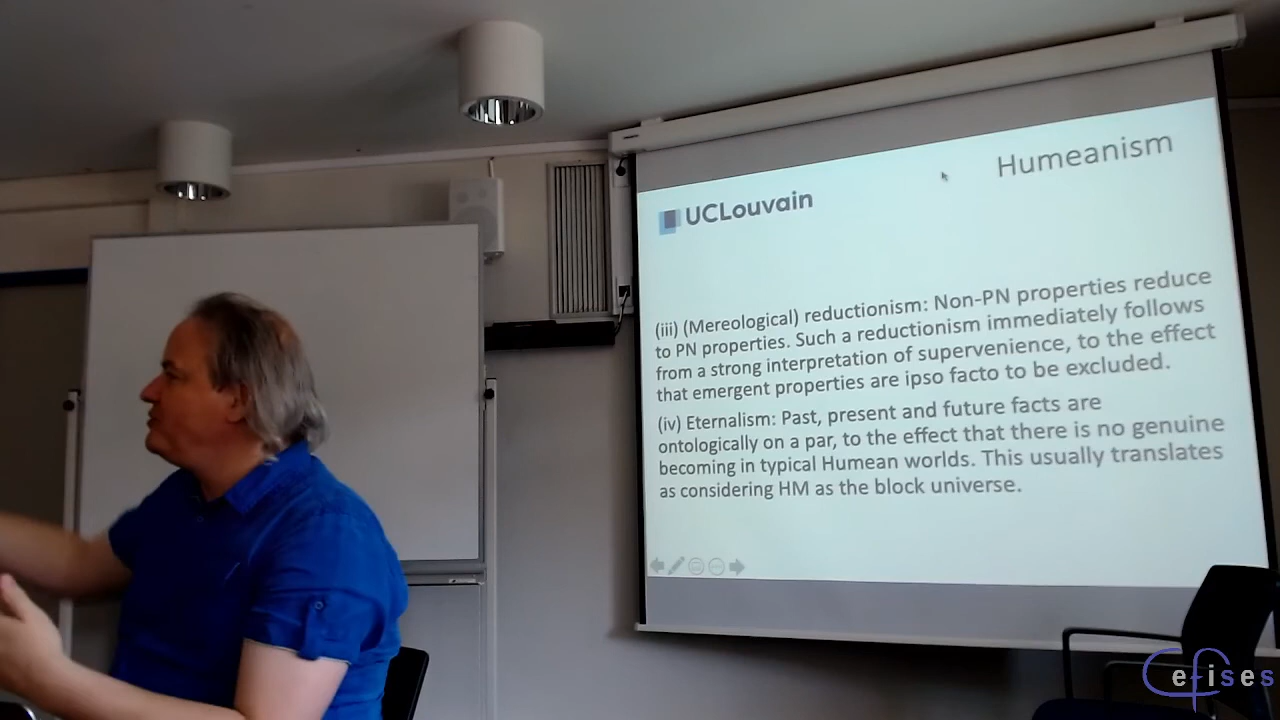 Humeanism
UCLouvain
(iii) (Mereological) reductionism: Non-PN properties reduce
to PN properties. Such a reductionism immediately follows
from a strong interpretation of supervenience, to the effect
that emergent properties are ipso facto to be excluded.
(iv) Eternalism: Past, present and future facts are
ontologically on a par, to the effect that there is no genuine
becoming in typical Humean worlds. This usually translates
as considering HM as the block universe.
Cefises